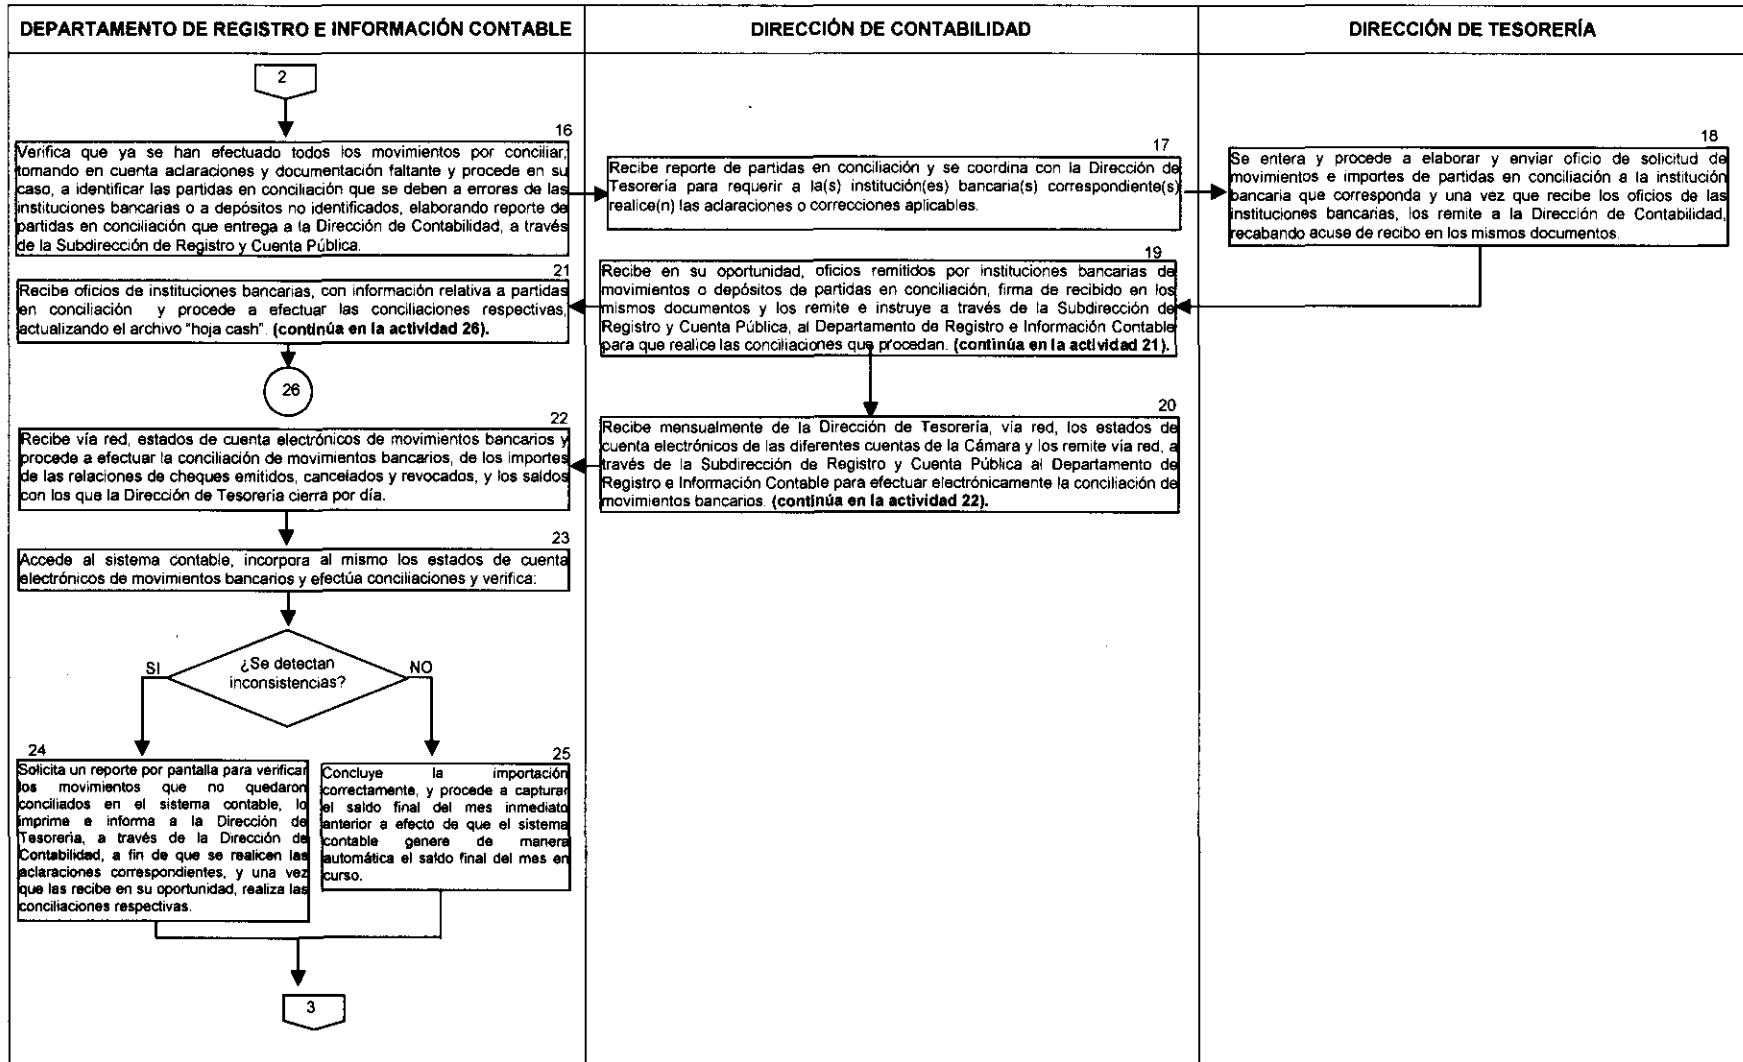 DEPARTAMENTO DE REGISTRO E INFORMACIÓN CONTABLE
DIRECCIÓN DE CONTABILIDAD
DIRECCIÓN DE TESORERÍA
2
16
Verifica que ya se han efectuado todos los movimientos por conciliar,
tomando en cuenta aclaraciones y documentación faltante y procede en su
caso, a identificar las partidas en conciliación que se deben a errores de las
instituciones bancarias o a depósitos no identificados, elaborando reporte de
partidas en conciliación que entrega a la Dirección de Contabilidad, a través
de la Subdirección de Registro y Cuenta Pública.
17
Recibe reporte de partidas en conciliación y se coordina con la Dirección de
Tesorería para requerir a la(s) institución(es) bancaria(s) correspondiente(s)
realice(n) las aclaraciones o correcciones aplicables.
18
Se entera y procede a elaborar y enviar oficio de solicitud de
movimientos e importes de partidas en conciliación a la institución
bancaria que corresponda y una vez que recibe los oficios de las
instituciones bancarias, los remite a la Dirección de Contabilidad,
recabando acuse de recibo en los mismos documentos.
19
Recibe en su oportunidad, oficios remitidos por instituciones bancarias de
movimientos o depósitos de partidas en conciliación, firma de recibido en los
mismos documentos y los remite e instruye a través de la Subdirección de
Registro y Cuenta Pública, al Departamento de Registro e Información Contable
para que realice las conciliaciones que procedan. (continúa en la actividad 21).
21
Recibe oficios de instituciones bancarias, con información relativa a partidas
en conciliación y procede a efectuar las conciliaciones respectivas,
actualizando el archivo "hoja cash". (continúa en la actividad 26).
26
20
Recibe mensualmente de la Dirección de Tesorería, vía red, los estados de
cuenta electrónicos de las diferentes cuentas de la Cámara y los remite vía red, a
través de la Subdirección de Registro y Cuenta Pública al Departamento de
Registro e Información Contable para efectuar electrónicamente la conciliación de
movimientos bancarios. (continúa en la actividad 22).
22
Recibe vía red, estados de cuenta electrónicos de movimientos bancarios y
procede a efectuar la conciliación de movimientos bancarios, de los importes
de las relaciones de cheques emitidos, cancelados y revocados, y los saldos
con los que la Dirección de Tesorería cierra por día.
23
Accede al sistema contable, incorpora al mismo los estados de cuenta
electrónicos de movimientos bancarios y efectúa conciliaciones y verifica:
¿Se detectan
inconsistencias?
SI
NO
24
Solicita un reporte por pantalla para verificar
los movimientos que no quedaron
conciliados en el sistema contable, lo
imprime e informa a la Dirección de
Tesorería, a través de la Dirección de
Contabilidad, a fin de que se realicen las
aclaraciones correspondientes, y una vez
que las recibe en su oportunidad, realiza las
conciliaciones respectivas.
25
Concluye la importación
correctamente, y procede a capturar
el saldo final del mes inmediato
anterior a efecto de que el sistema
contable genere de manera
automática el saldo final del mes en
curso.
3